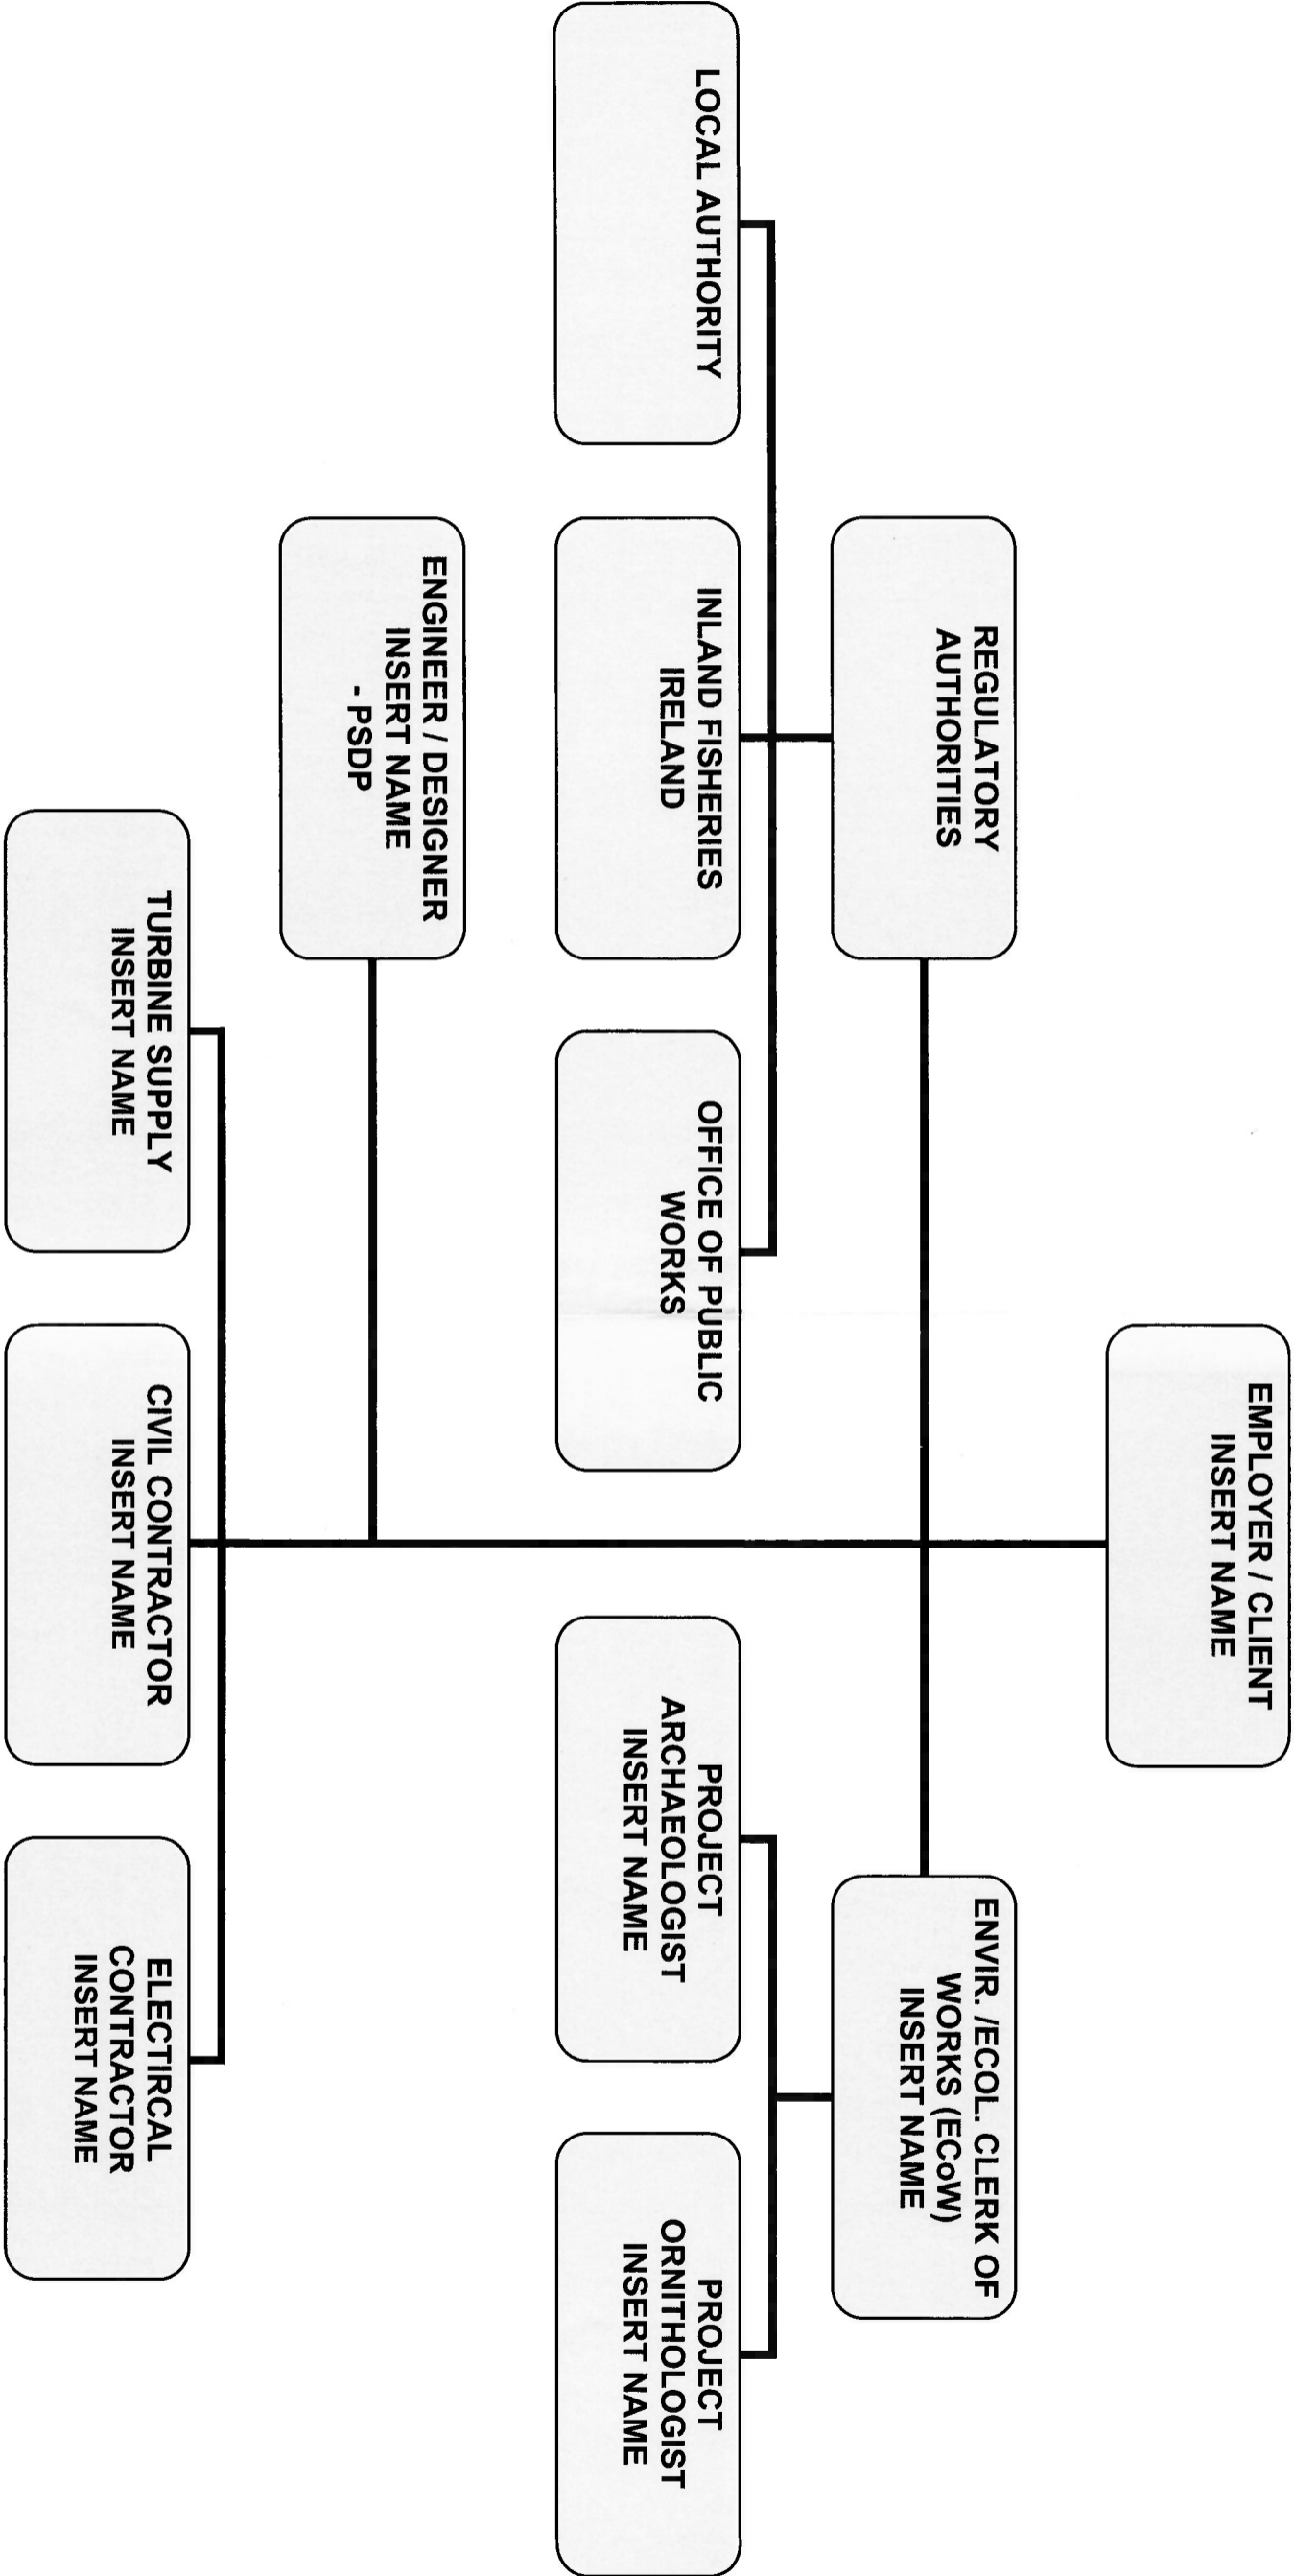 EMPLOYER / CLIENT
INSERT NAME
REGULATORY
AUTHORITIES
ENVIR. /ECOL. CLERK OF
WORKS (ECoW)
INSERT NAME
LOCAL AUTHORITY
INLAND FISHERIES
IRELAND
OFFICE OF PUBLIC
WORKS
PROJECT
ARCHAEOLOGIST
INSERT NAME
PROJECT
ORNITHOLOGIST
INSERT NAME
ENGINEER / DESIGNER
INSERT NAME
- PSDP
TURBINE SUPPLY
INSERT NAME
CIVIL CONTRACTOR
INSERT NAME
ELECTIRCAL
CONTRACTOR
INSERT NAME